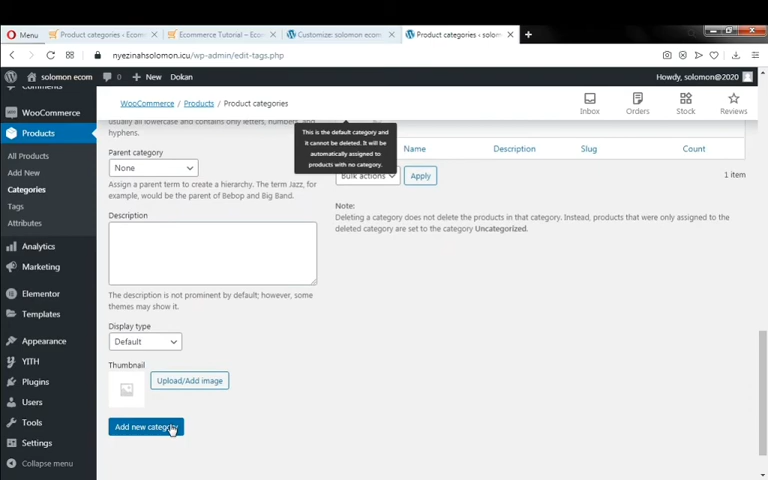 Menu
Product categories ‹ Ecomm
Ecommerce Tutorial – Ecom
Customize: solomon ecom
Product categories ‹ solom
nyezinahsolomon.icu/wp-admin/edit-tags.php
solomon ecom
0
+ New
Dokan
Howdy, solomon@2020
Comments
WooCommerce
Products
All Products
Add New
Categories
Tags
Attributes
Analytics
Marketing
Elementor
Templates
Appearance
YITH
Plugins
Users
Tools
Settings
Collapse menu
WooCommerce / Products / Product categories
Inbox
Orders
Stock
Reviews
usually all lowercase and contains only letters, numbers, and
hyphens.
Parent category
None
Assign a parent term to create a hierarchy. The term Jazz, for
example, would be the parent of Bebop and Big Band.
Description
The description is not prominent by default; however, some
themes may show it.
Display type
Default
Thumbnail
Upload/Add image
Add new category
This is the default category and
it cannot be deleted. It will be
automatically assigned to
products with no category.
Name
Description
Slug
Count
Bulk actions
Apply
1 item
Note:
Deleting a category does not delete the products in that category. Instead, products that were only assigned to the
deleted category are set to the category Uncategorized.